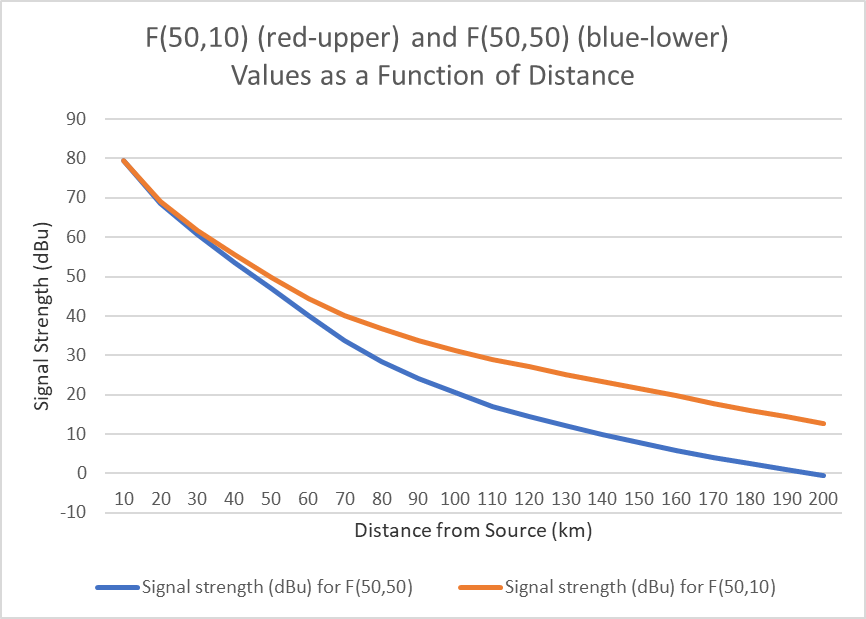 F(50,10) (red-upper) and F(50,50) (blue-lower)
Values as a Function of Distance
90
80
70
60
50
40
30
20
10
0
-10
Signal Strength (dBu)
10 20 30 40 50 60 70 80 90 100 110 120 130 140 150 160 170 180 190 200
Distance from Source (km)
Signal strength (dBu) for F(50,50) Signal strength (dBu) for F(50,10)